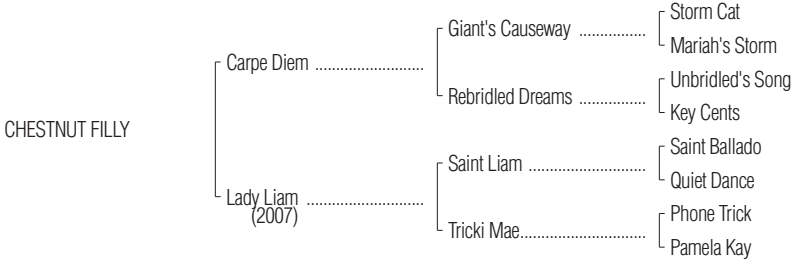 Storm Cat
Giant's Causeway ................
Mariah's Storm
Carpe Diem ..........................
Unbridled's Song
Rebridled Dreams ................
Key Cents
CHESTNUT FILLY
Saint Ballado
Saint Liam ............................
Quiet Dance
Lady Liam ............................
(2007)
Phone Trick
Tricki Mae..............................
Pamela Kay